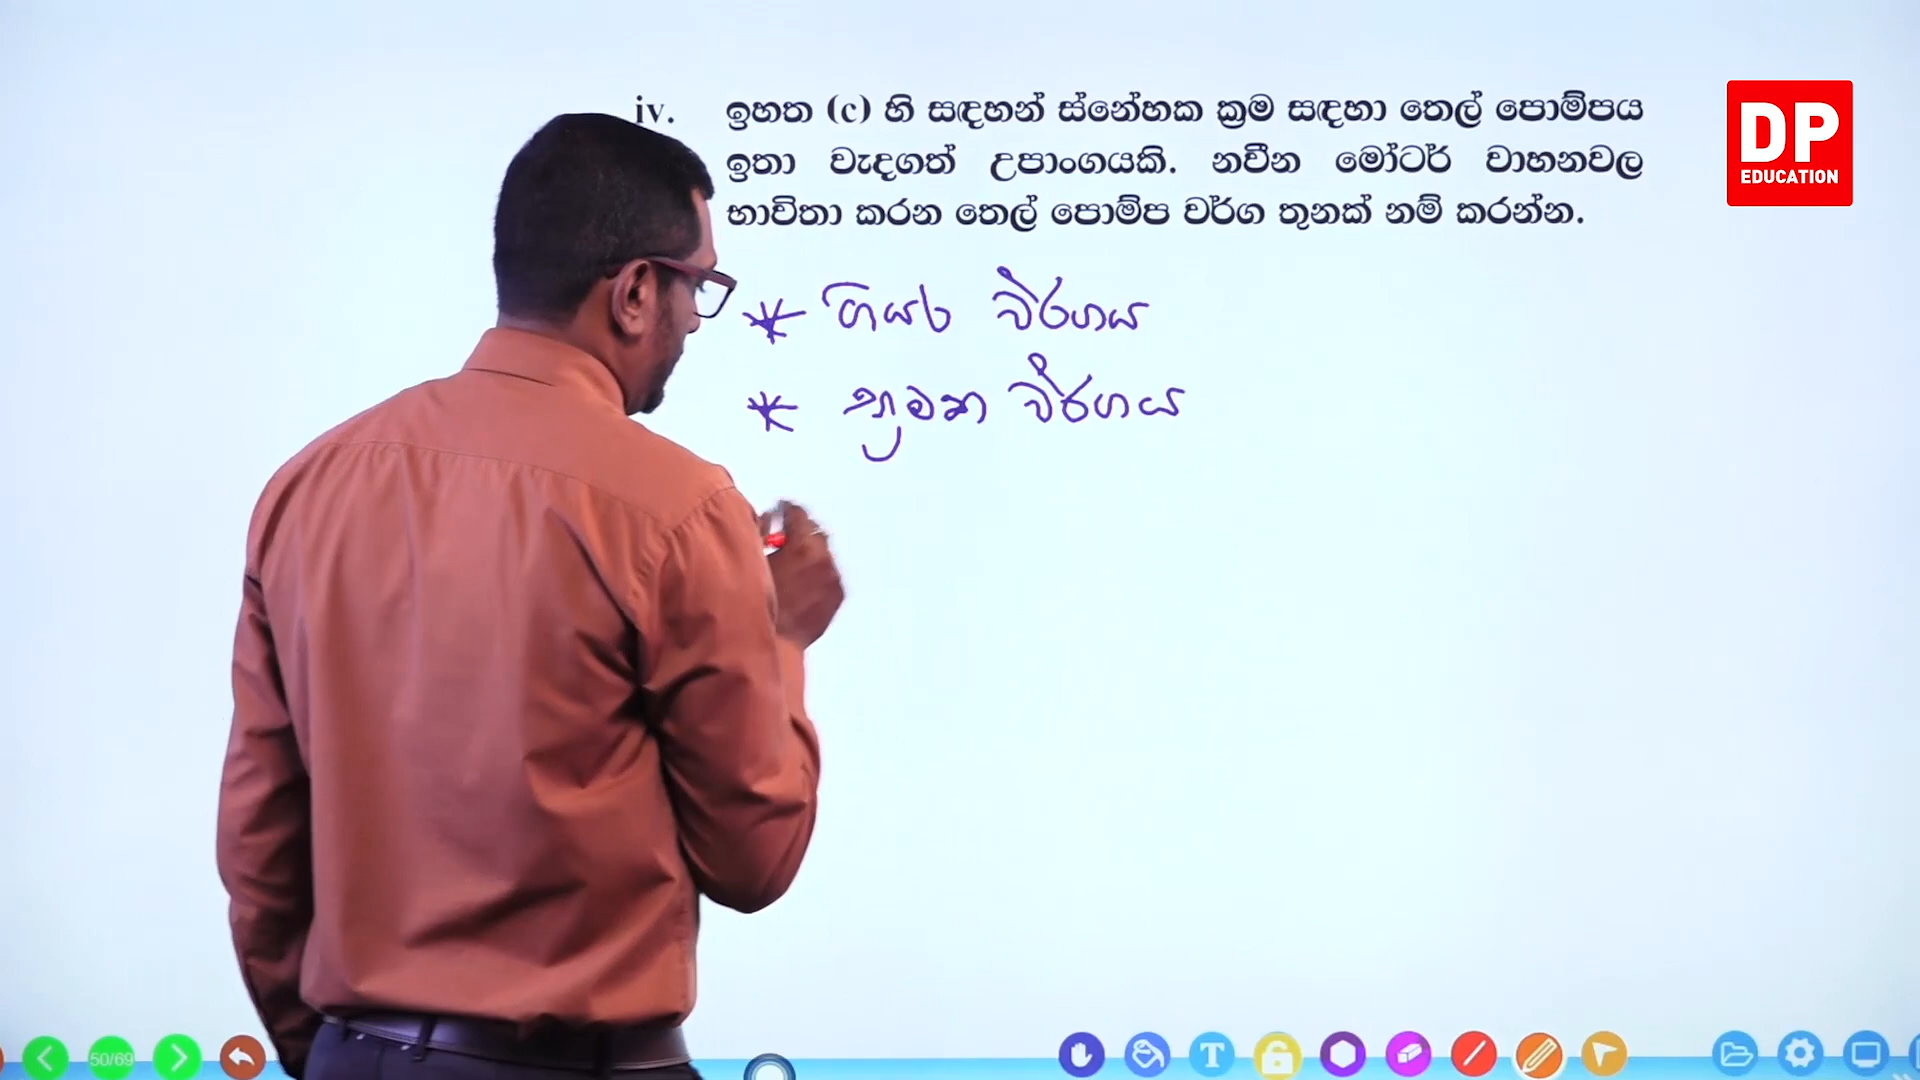 iv. ඉහත (c) හි සඳහන් ස්නේහක ක්‍රම සඳහා තෙල් පොම්පය
ඉතා වැදගත් උපාංගයකි. නවීන මෝටර් වාහනවල
භාවිතා කරන තෙල් පොම්ප වර්ග තුනක් නම් කරන්න.
* ගියර වර්ගය
* භ්‍රමන වර්ගය
DP
EDUCATION
50/69
T